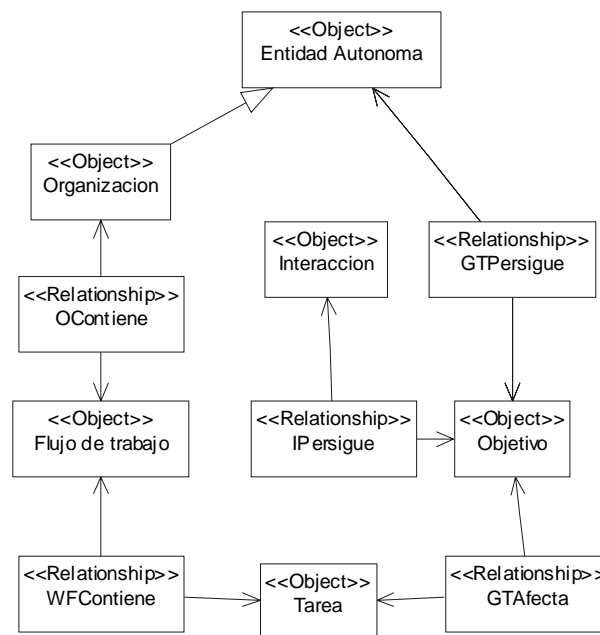 <<Object>>
Entidad Autonoma
<<Object>>
Organizacion
<<Object>>
Interaccion
<<Relationship>>
GTPersigue
<<Relationship>>
OContiene
<<Object>>
Flujo de trabajo
<<Relationship>>
IPersigue
<<Object>>
Objetivo
<<Relationship>>
WFContiene
<<Object>>
Tarea
<<Relationship>>
GTAfecta